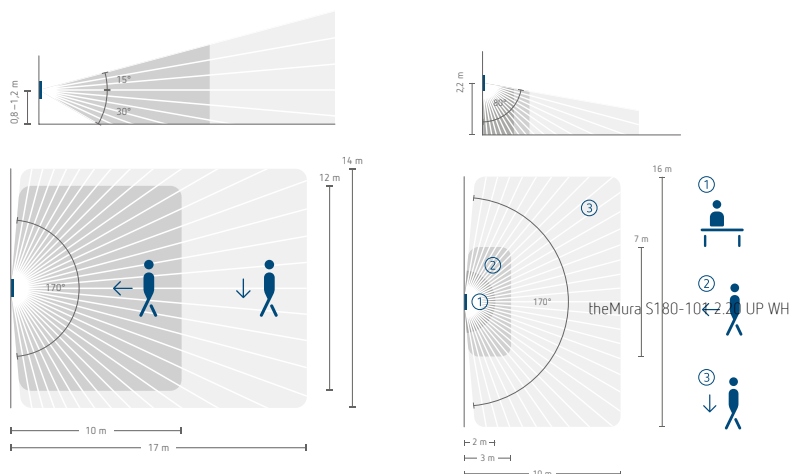 15°
30°
0,8–1,2 m
80°
2,2 m
14 m
12 m
170°
10 m
17 m
16 m
7 m
1
2
3
170°
2 m
3 m
10 m
1
2
3
theMura S180-101 2.20 UP WH